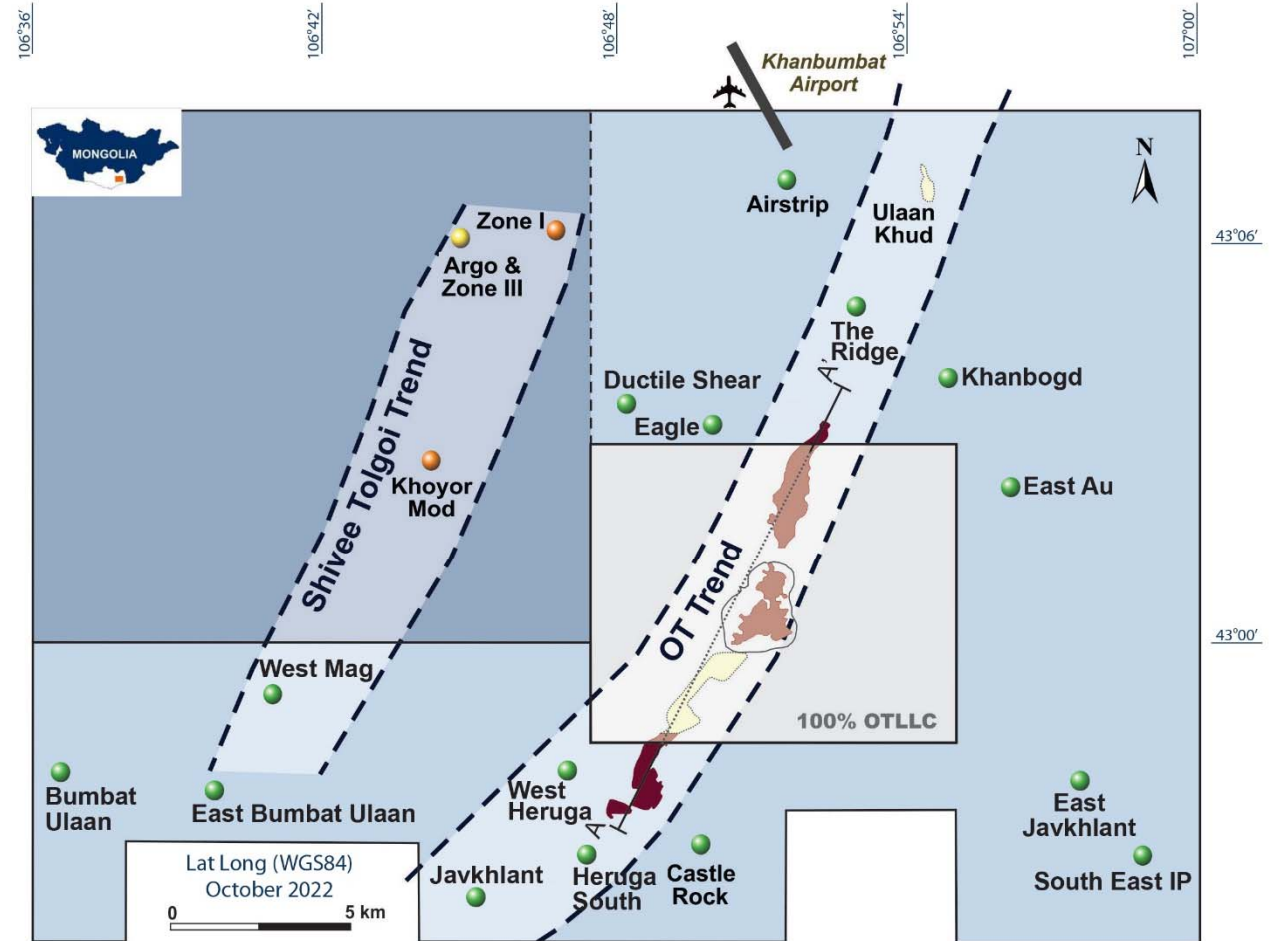 106°36'
106°42'
106°48'
106°54'
107°00'
Khanbumbat
Airport
MONGOLIA
N
Airstrip
Ulaan
Khud
43°06'
Zone I
Argo &
Zone III
The
Ridge
A'
Khanbogd
Ductile Shear
Eagle
Shivee Tolgoi Trend
Khoyor
Mod
East Au
OT Trend
43°00'
West Mag
100% OTLLC
Bumbat
Ulaan
East Bumbat Ulaan
West
Heruga
A
East
Javkhlant
Lat Long (WGS84)
October 2022
0
5 km
Javkhlant
Heruga
South
Castle
Rock
South East IP